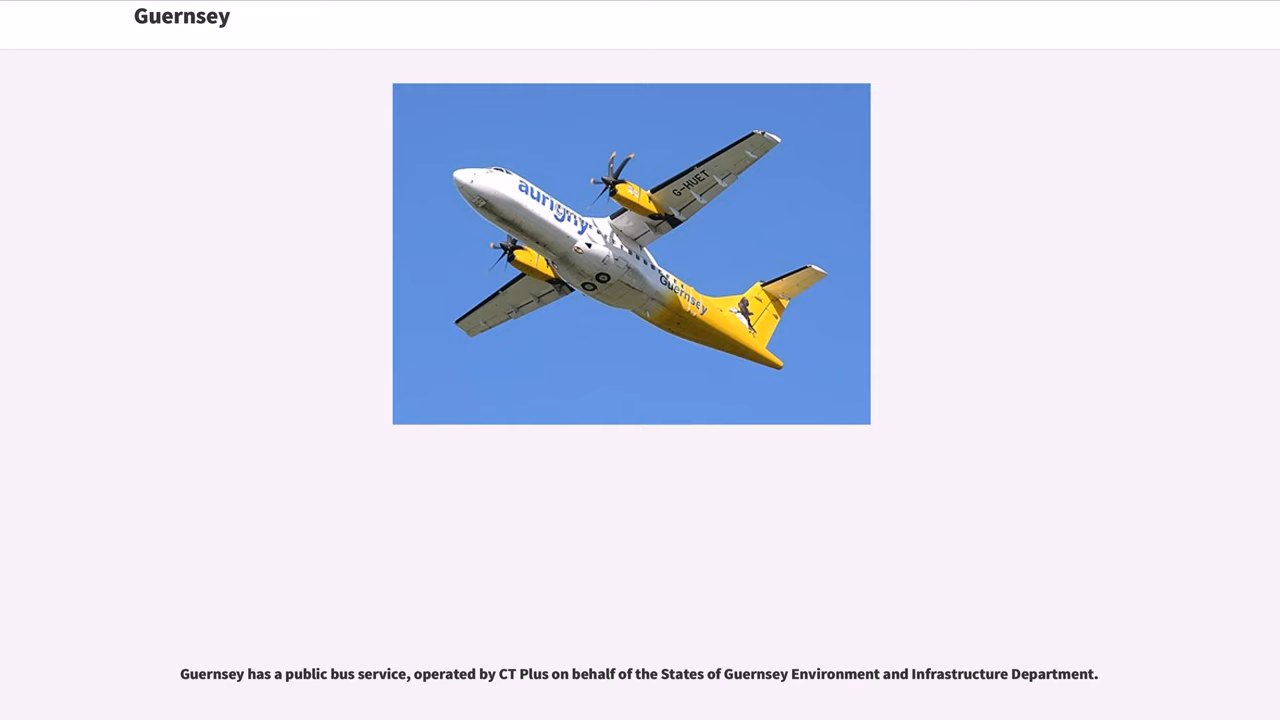 Guernsey
aurigny
G-HUET
Guernsey
Guernsey has a public bus service, operated by CT Plus on behalf of the States of Guernsey Environment and Infrastructure Department.